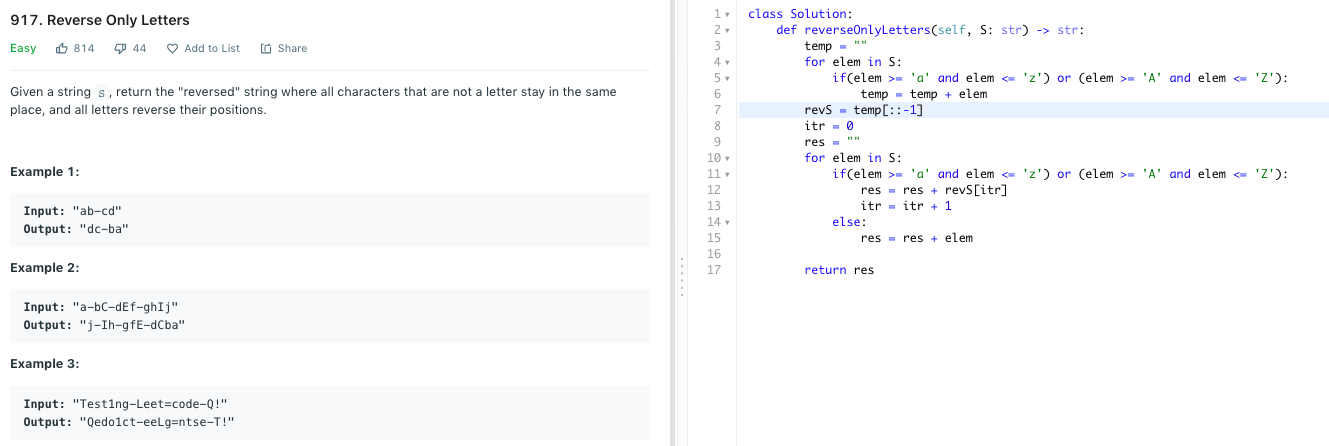 917. Reverse Only Letters
Easy 814 44 Add to List Share
Given a string S , return the "reversed" string where all characters that are not a letter stay in the same
place, and all letters reverse their positions.
Example 1:
Input: "ab-cd"
Output: "dc-ba"
Example 2:
Input: "a-bC-dEf-ghIj"
Output: "j-Ih-gfE-dCba"
Example 3:
Input: "Test1ng-Leet=code-Q!"
Output: "Qedo1ct-eeLg=ntse-T!"
1 class Solution:
2     def reverseOnlyLetters(self, S: str) -> str:
3         temp = ""
4         for elem in S:
5             if(elem >= 'a' and elem <= 'z') or (elem >= 'A' and elem <= 'Z'):
6                 temp = temp + elem
7         revS = temp[::-1]
8         itr = 0
9         res = ""
10         for elem in S:
11             if(elem >= 'a' and elem <= 'z') or (elem >= 'A' and elem <= 'Z'):
12                 res = res + revS[itr]
13                 itr = itr + 1
14             else:
15                 res = res + elem
16
17         return res